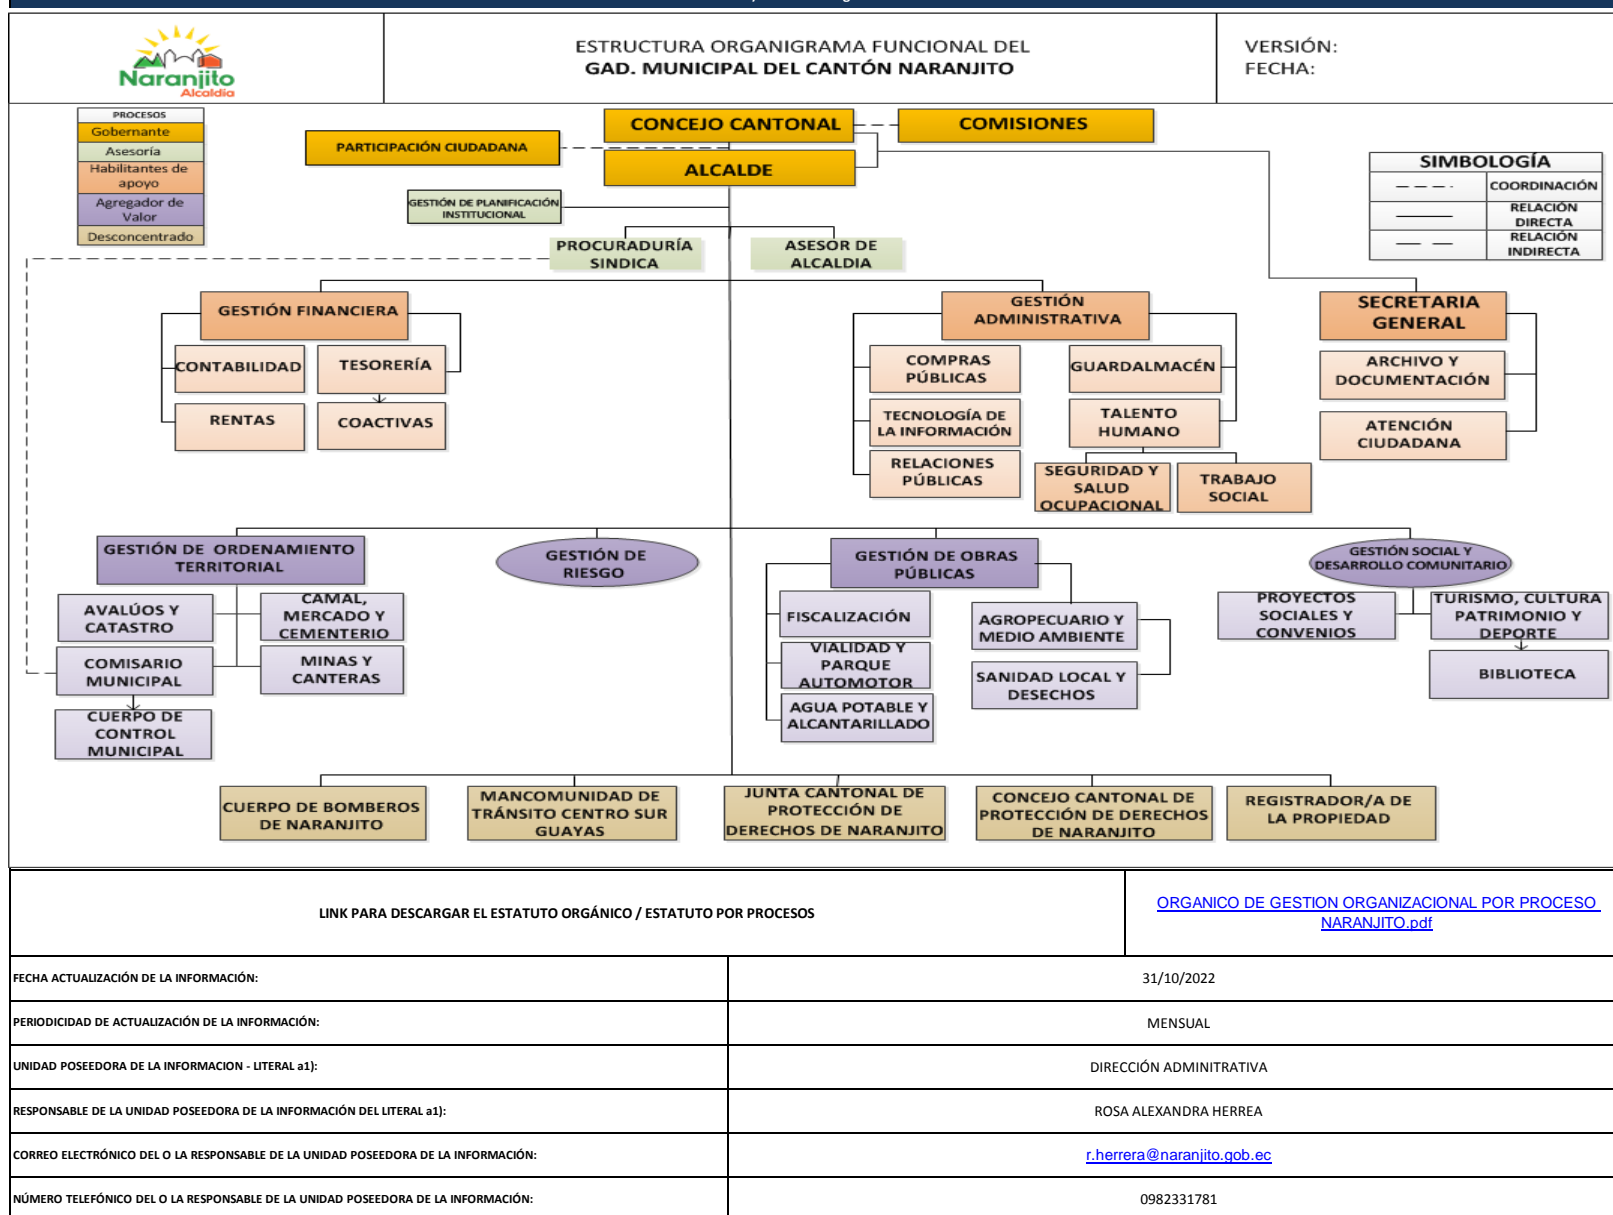 Naranjito
Alcaldía
ESTRUCTURA ORGANIGRAMA FUNCIONAL DEL
GAD. MUNICIPAL DEL CANTÓN NARANJITO
VERSIÓN:
FECHA:
PROCESOS
Gobernante
Asesoría
Habilitantes de
apoyo
Agregador de
Valor
Desconcentrado
CONCEJO CANTONAL
COMISIONES
PARTICIPACIÓN CIUDADANA
ALCALDE
SIMBOLOGÍA
COORDINACIÓN
RELACIÓN
DIRECTA
RELACIÓN
INDIRECTA
GESTIÓN DE PLANIFICACIÓN
INSTITUCIONAL
PROCURADURÍA
SINDICA
ASESOR DE
ALCALDIA
GESTIÓN FINANCIERA
CONTABILIDAD
TESORERÍA
RENTAS
COACTIVAS
GESTIÓN
ADMINISTRATIVA
COMPRAS
PÚBLICAS
GUARDALMACÉN
TECNOLOGÍA DE
LA INFORMACIÓN
TALENTO
HUMANO
RELACIONES
PÚBLICAS
SEGURIDAD Y
SALUD
OCUPACIONAL
TRABAJO
SOCIAL
SECRETARIA
GENERAL
ARCHIVO Y
DOCUMENTACIÓN
ATENCIÓN
CIUDADANA
GESTIÓN DE ORDENAMIENTO
TERRITORIAL
AVALÚOS Y
CATASTRO
CAMAL,
MERCADO Y
CEMENTERIO
COMISARIO
MUNICIPAL
MINAS Y
CANTERAS
CUERPO DE
CONTROL
MUNICIPAL
GESTIÓN DE
RIESGO
GESTIÓN DE OBRAS
PÚBLICAS
FISCALIZACIÓN
AGROPECUARIO Y
MEDIO AMBIENTE
VIALIDAD Y
PARQUE
AUTOMOTOR
SANIDAD LOCAL Y
DESECHOS
AGUA POTABLE Y
ALCANTARILLADO
GESTIÓN SOCIAL Y
DESARROLLO COMUNITARIO
PROYECTOS
SOCIALES Y
CONVENIOS
TURISMO, CULTURA
PATRIMONIO Y
DEPORTE
BIBLIOTECA
CUERPO DE BOMBEROS
DE NARANJITO
MANCOMUNIDAD DE
TRÁNSITO CENTRO SUR
GUAYAS
JUNTA CANTONAL DE
PROTECCIÓN DE
DERECHOS DE NARANJITO
CONCEJO CANTONAL DE
PROTECCIÓN DE DERECHOS
DE NARANJITO
REGISTRADOR/A DE
LA PROPIEDAD
LINK PARA DESCARGAR EL ESTATUTO ORGÁNICO / ESTATUTO POR PROCESOS
ORGANICO DE GESTION ORGANIZACIONAL POR PROCESO
NARANJITO.pdf
FECHA ACTUALIZACIÓN DE LA INFORMACIÓN:
31/10/2022
PERIODICIDAD DE ACTUALIZACIÓN DE LA INFORMACIÓN:
MENSUAL
UNIDAD POSEEDORA DE LA INFORMACION - LITERAL a1):
DIRECCIÓN ADMINITRATIVA
RESPONSABLE DE LA UNIDAD POSEEDORA DE LA INFORMACIÓN DEL LITERAL a1):
ROSA ALEXANDRA HERREA
CORREO ELECTRÓNICO DEL O LA RESPONSABLE DE LA UNIDAD POSEEDORA DE LA INFORMACIÓN:
r.herrera@naranjito.gob.ec
NÚMERO TELEFÓNICO DEL O LA RESPONSABLE DE LA UNIDAD POSEEDORA DE LA INFORMACIÓN:
0982331781